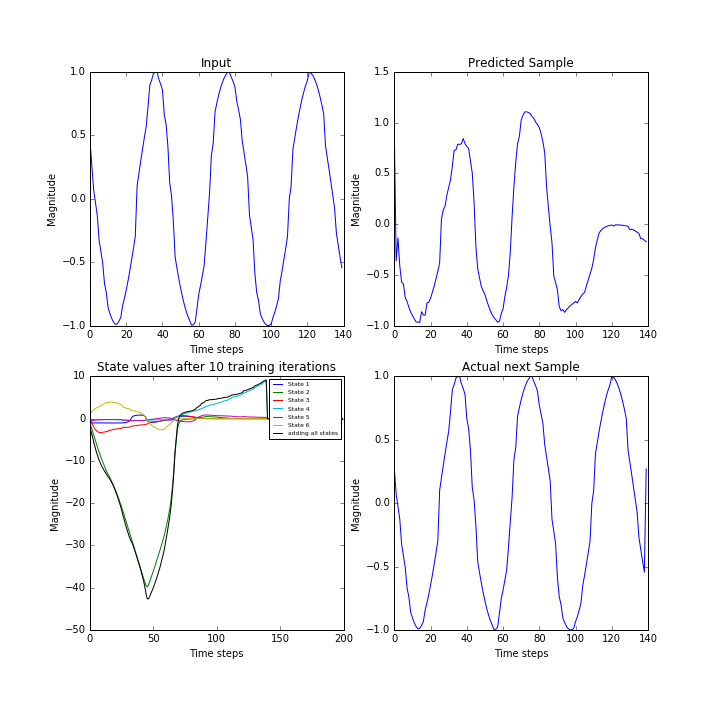 Input
Magnitude
1.0
0.5
0.0
−0.5
−1.0
0 20 40 60 80 100 120 140
Time steps
Predicted Sample
Magnitude
1.5
1.0
0.5
0.0
−0.5
−1.0
0 20 40 60 80 100 120 140
Time steps
State values after 10 training iterations
Magnitude
10
0
−10
−20
−30
−40
−50
0 50 100 150 200
Time steps
State 1
State 2
State 3
State 4
State 5
State 6
adding all states
Actual next Sample
Magnitude
1.0
0.5
0.0
−0.5
−1.0
0 20 40 60 80 100 120 140
Time steps